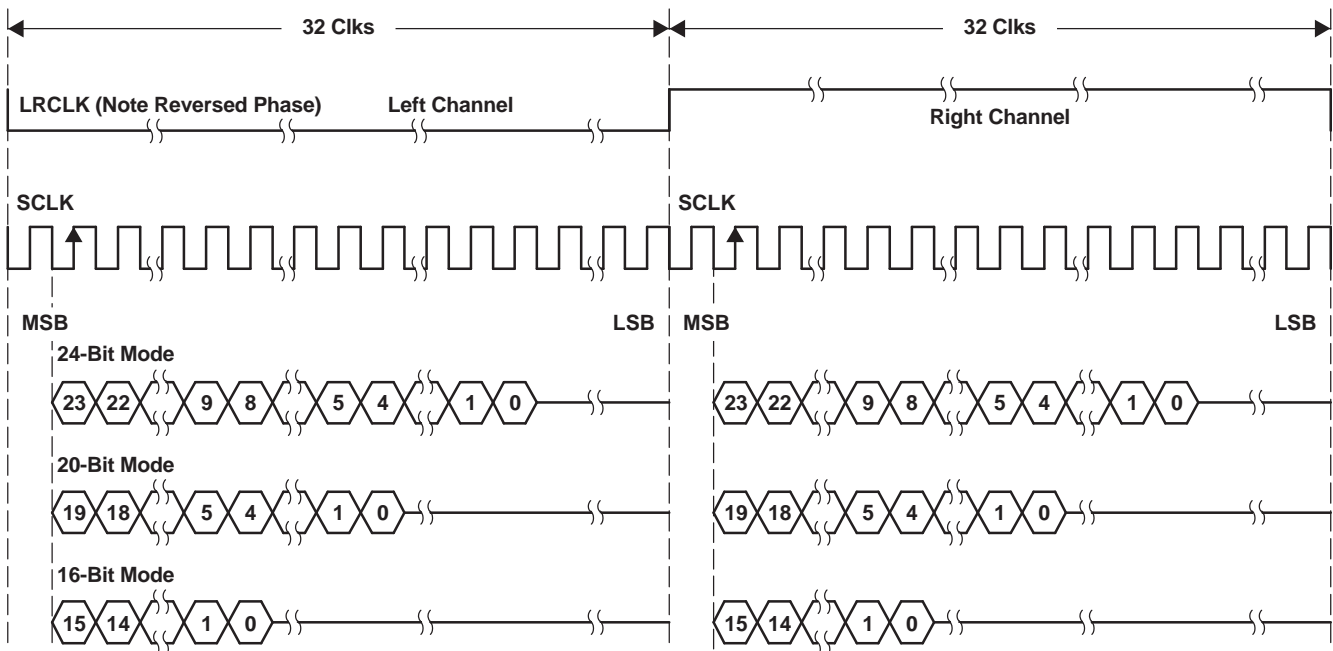 32 Clks 32 Clks
LRCLK (Note Reversed Phase) Left Channel
Right Channel
SCLK SCLK
MSB LSB MSB LSB
24-Bit Mode
23 22 9 8 5 4 1 0 23 22 9 8 5 4 1 0
20-Bit Mode
19 18 5 4 1 0 19 18 5 4 1 0
16-Bit Mode
15 14 1 0 15 14 1 0